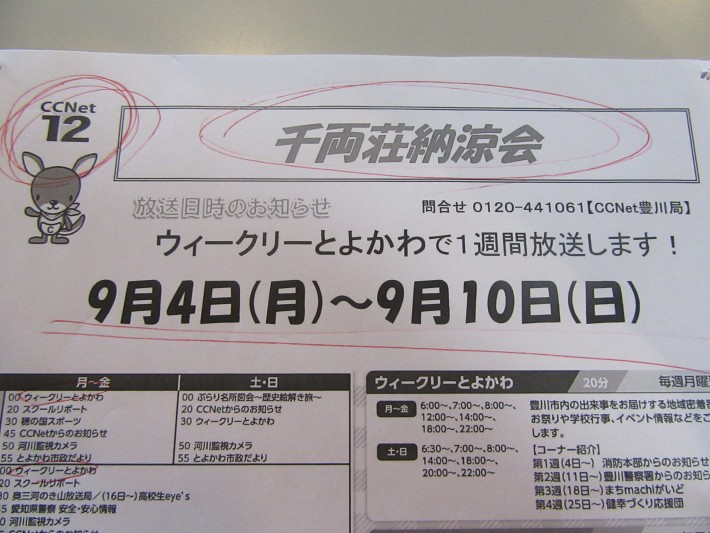 CCNet
12
千両荘納涼会
放送日時のお知らせ
問合せ 0120-441061【CCNet豊川局】
ウィークリーとよかわで1週間放送します！
9月4日(月)～9月10日(日)
月～金
土・日
00 ウィークリーとよかわ
20 スクールリポート
30 穂の国スポーツ
45 CCNetからのお知らせ
50 河川監視カメラ
55 とよかわ市政だより
00 ぶらり名所図会～歴史絵解き旅～
20 CCNetからのお知らせ
30 ウィークリーとよかわ
50 河川監視カメラ
55 とよかわ市政だより
00 ウィークリーとよかわ
20 スクールリポート
30 奥三河のき山放送局／(16日～)高校生eye's
45 愛知県警察 安全・安心情報
50 河川監視カメラ
CCNetからのお知らせ
ウィークリーとよかわ
20分
毎週月曜
月～金
6:00～、7:00～、8:00～、
12:00～、14:00～、
18:00～、22:00～
土・日
6:30～、7:00～、8:00～、
14:00～、18:00～、
20:00～、22:00～
豊川市内の出来事をお届けする地域密着
お祭りや学校行事、イベント情報などをご
します。
【コーナー紹介】
第1週(4日～) 消防本部からのお知らせ
第2週(11日～) 豊川警察署からのお知ら
第3週(18日～) まちmachiがいど
第4週(25日～) 健幸づくり応援団